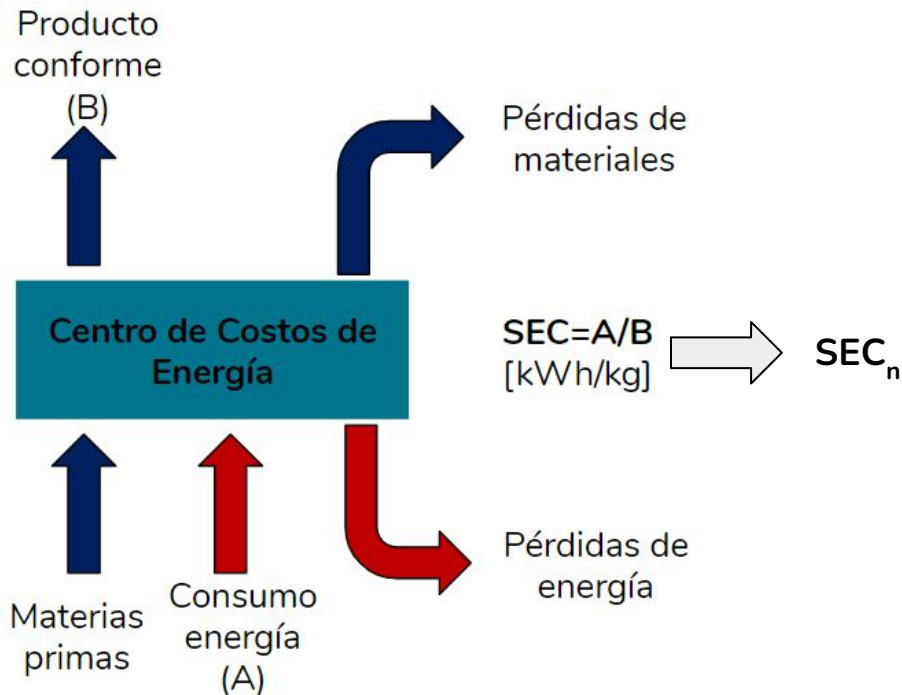 Producto
conforme
(B)
Pérdidas de
materiales
Centro de Costos de
Energía
SEC=A/B
[kWh/kg]
SECn
Pérdidas de
energía
Materias
primas
Consumo
energía
(A)